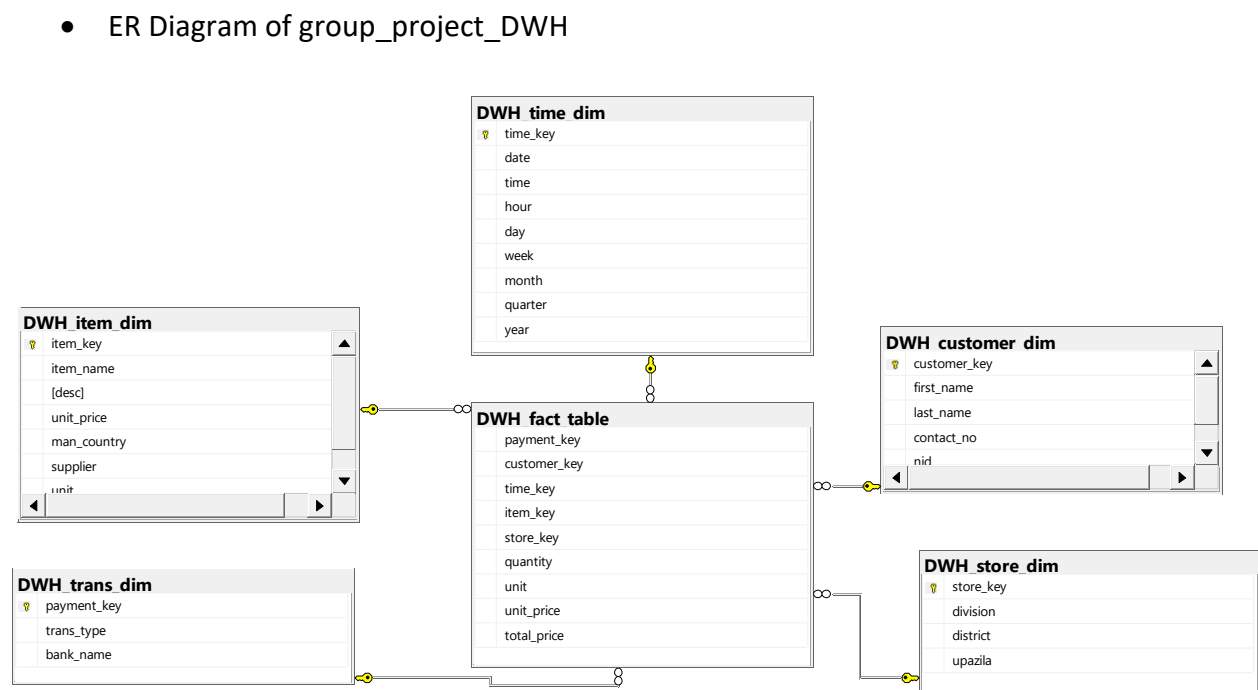 • ER Diagram of group_project_DWH
DWH_time_dim
time_key
date
time
hour
day
week
month
quarter
year
DWH_item_dim
item_key
item_name
[desc]
unit_price
man_country
supplier
unit
DWH_customer_dim
customer_key
first_name
last_name
contact_no
nid
DWH_fact_table
payment_key
customer_key
time_key
item_key
store_key
quantity
unit
unit_price
total_price
DWH_trans_dim
payment_key
trans_type
bank_name
DWH_store_dim
store_key
division
district
upazila